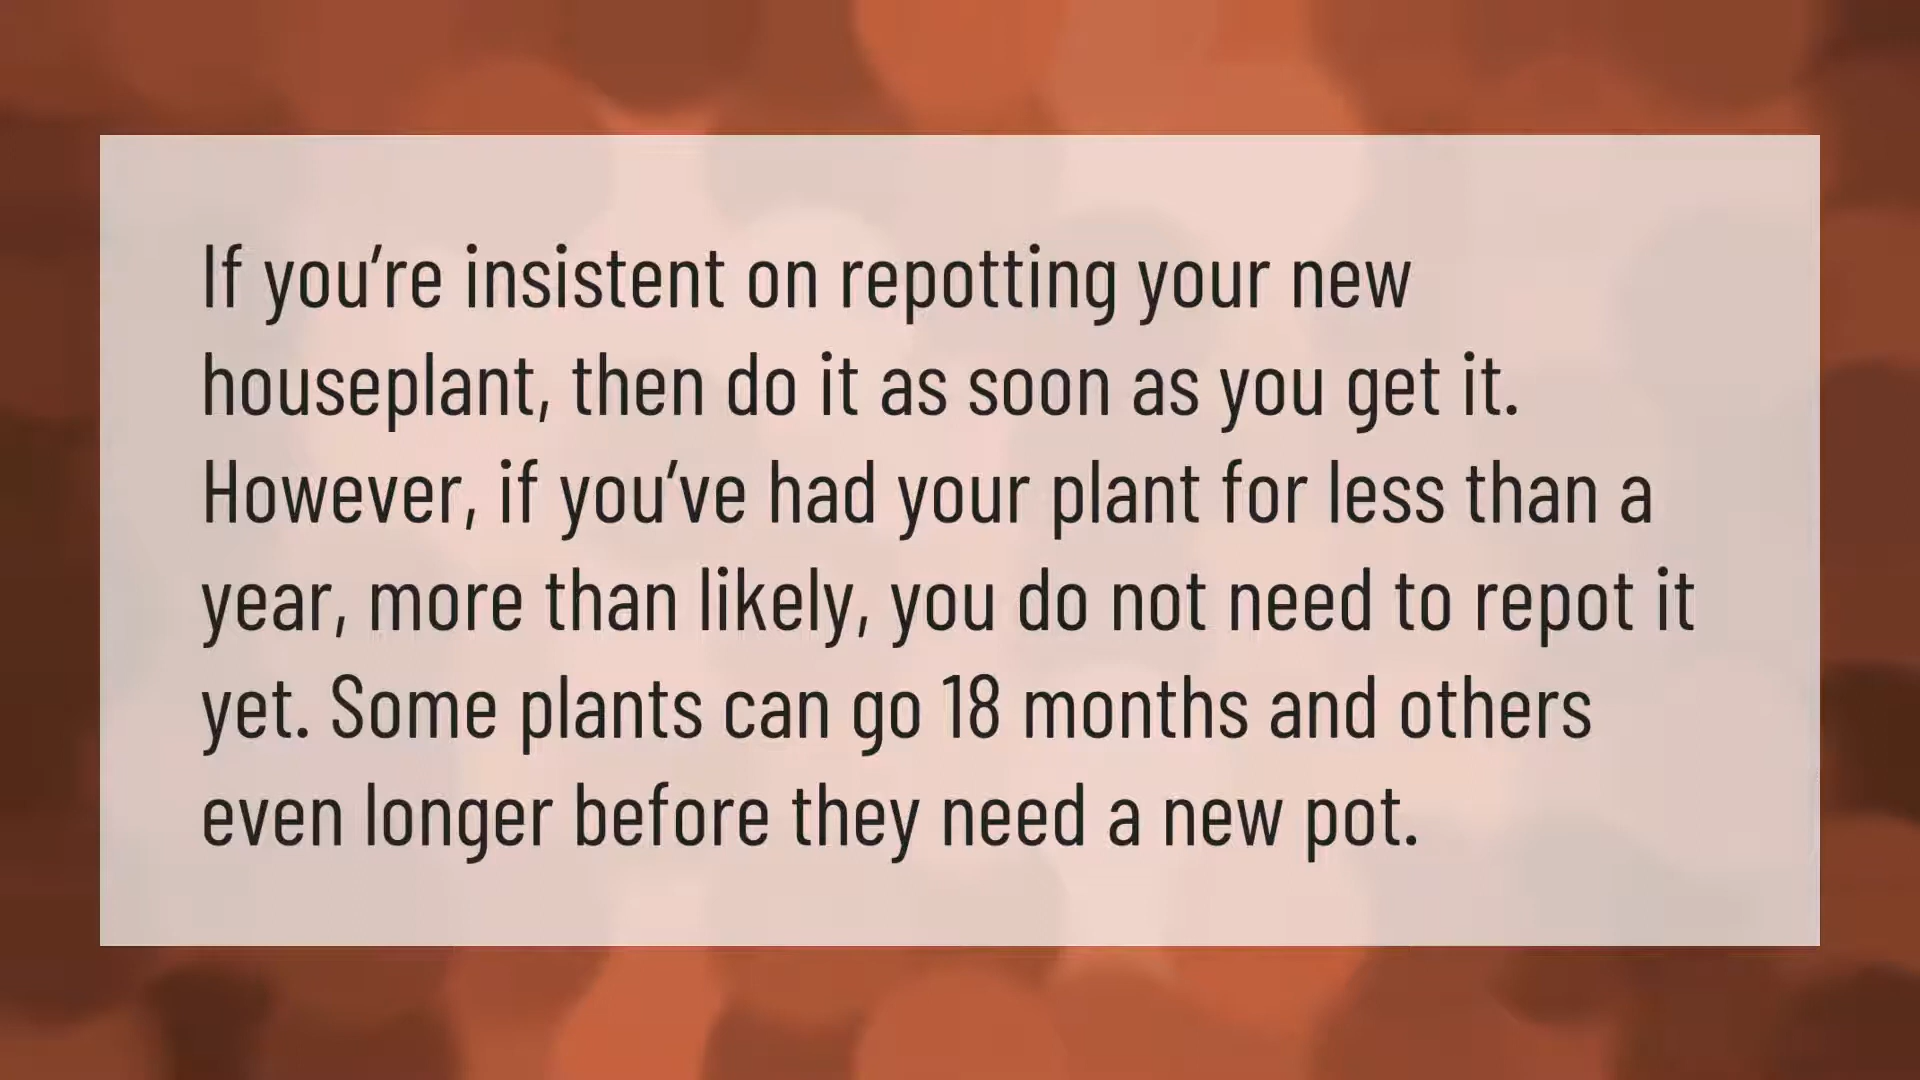 If you’re insistent on repotting your new
houseplant, then do it as soon as you get it.
However, if you’ve had your plant for less than a
year, more than likely, you do not need to repot it
yet. Some plants can go 18 months and others
even longer before they need a new pot.